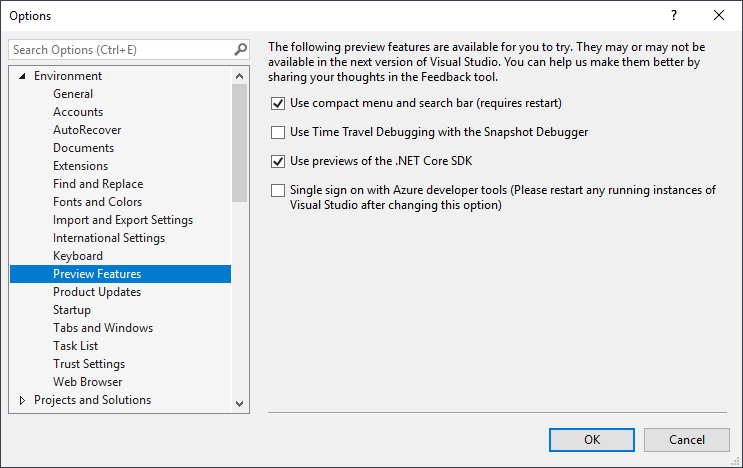 Options
?
Search Options (Ctrl+E)
Environment
General
Accounts
AutoRecover
Documents
Extensions
Find and Replace
Fonts and Colors
Import and Export Settings
International Settings
Keyboard
Preview Features
Product Updates
Startup
Tabs and Windows
Task List
Trust Settings
Web Browser
Projects and Solutions
The following preview features are available for you to try. They may or may not be
available in the next version of Visual Studio. You can help us make them better by
sharing your thoughts in the Feedback tool.
Use compact menu and search bar (requires restart)
Use Time Travel Debugging with the Snapshot Debugger
Use previews of the .NET Core SDK
Single sign on with Azure developer tools (Please restart any running instances of
Visual Studio after changing this option)
OK
Cancel